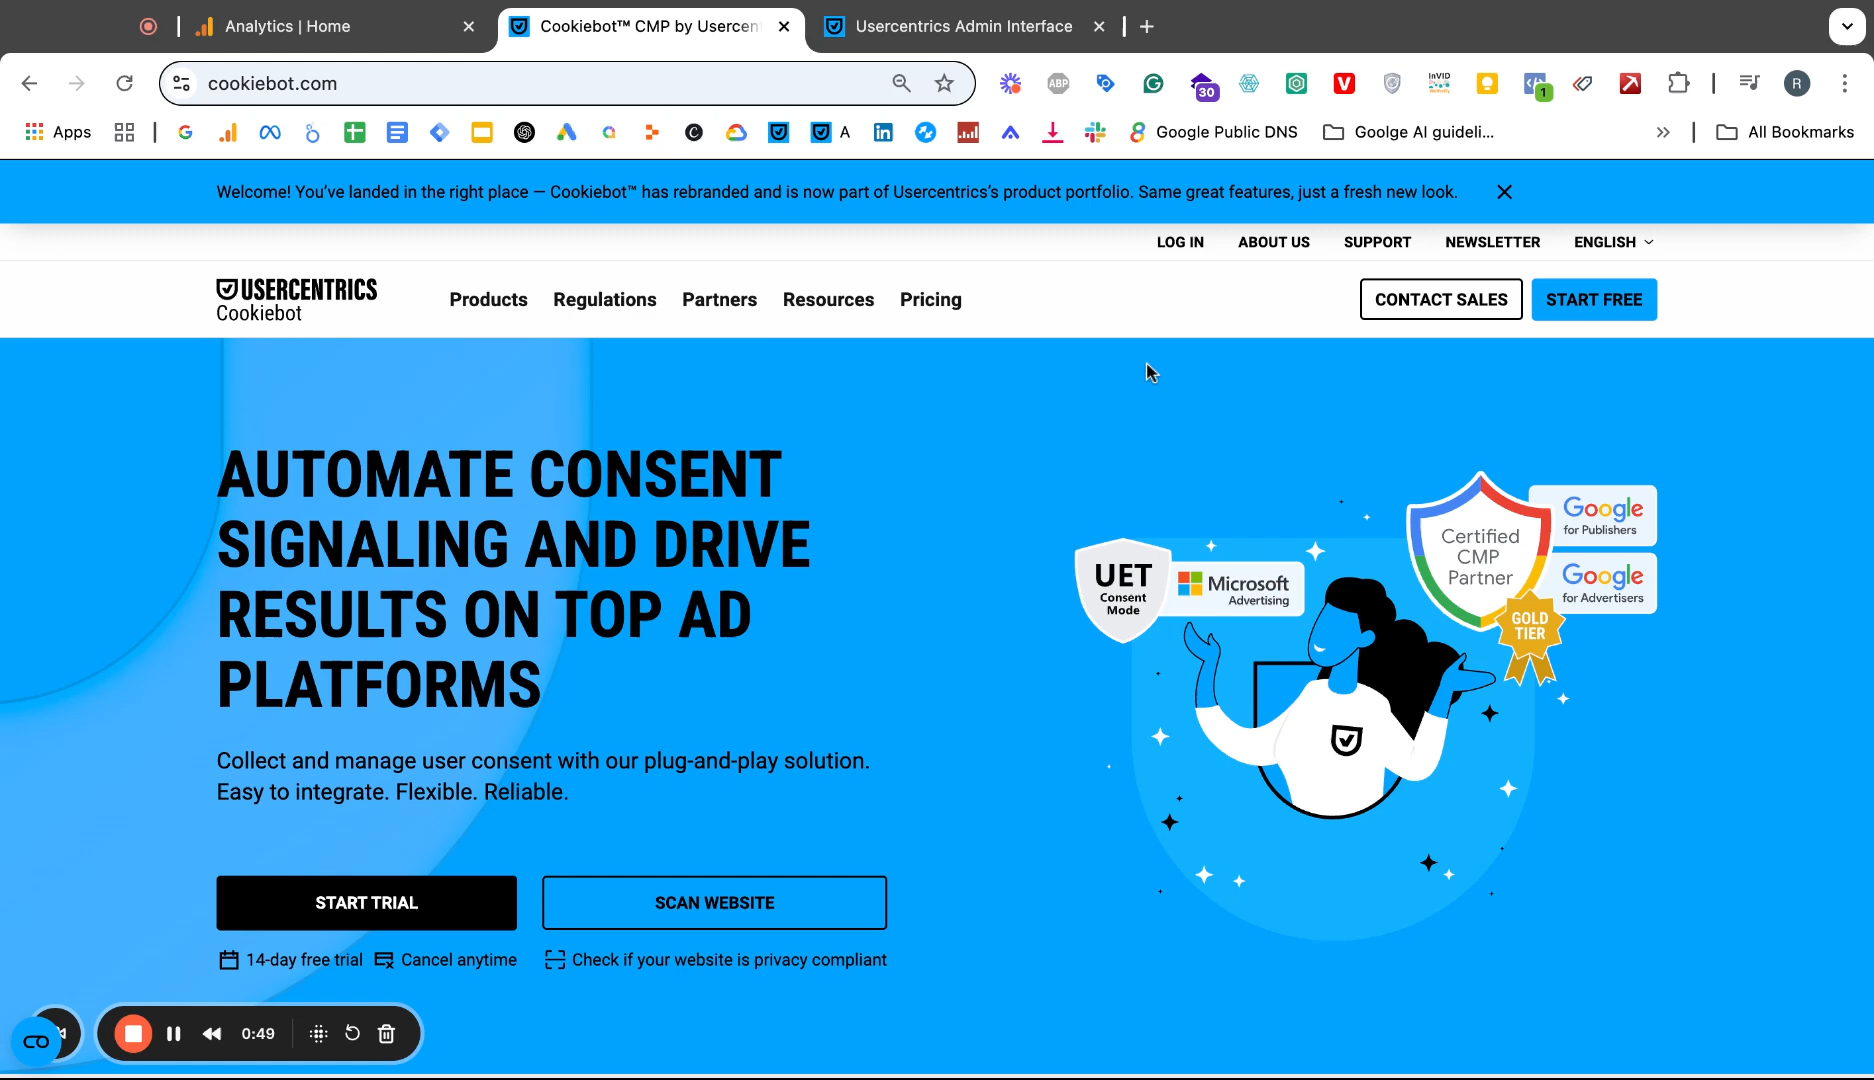 Analytics | Home
Cookiebot™ CMP by Usercen
Usercentrics Admin Interface
cookiebot.com
ABP
30
V
InVID
1
R
Apps
G
C
A
in
Google Public DNS
Goolge AI guideli...
All Bookmarks
Welcome! You've landed in the right place — Cookiebot™ has rebranded and is now part of Usercentrics's product portfolio. Same great features, just a fresh new look.
LOG IN
ABOUT US
SUPPORT
NEWSLETTER
ENGLISH
USERCENTRICS
Cookiebot
Products
Regulations
Partners
Resources
Pricing
CONTACT SALES
START FREE
AUTOMATE CONSENT
SIGNALING AND DRIVE
RESULTS ON TOP AD
PLATFORMS
Collect and manage user consent with our plug-and-play solution.
Easy to integrate. Flexible. Reliable.
START TRIAL
SCAN WEBSITE
14-day free trial
Cancel anytime
Check if your website is privacy compliant
UET
Consent
Mode
Microsoft
Advertising
Certified
CMP
Partner
Google
for Publishers
Google
for Advertisers
GOLD
TIER
0:49